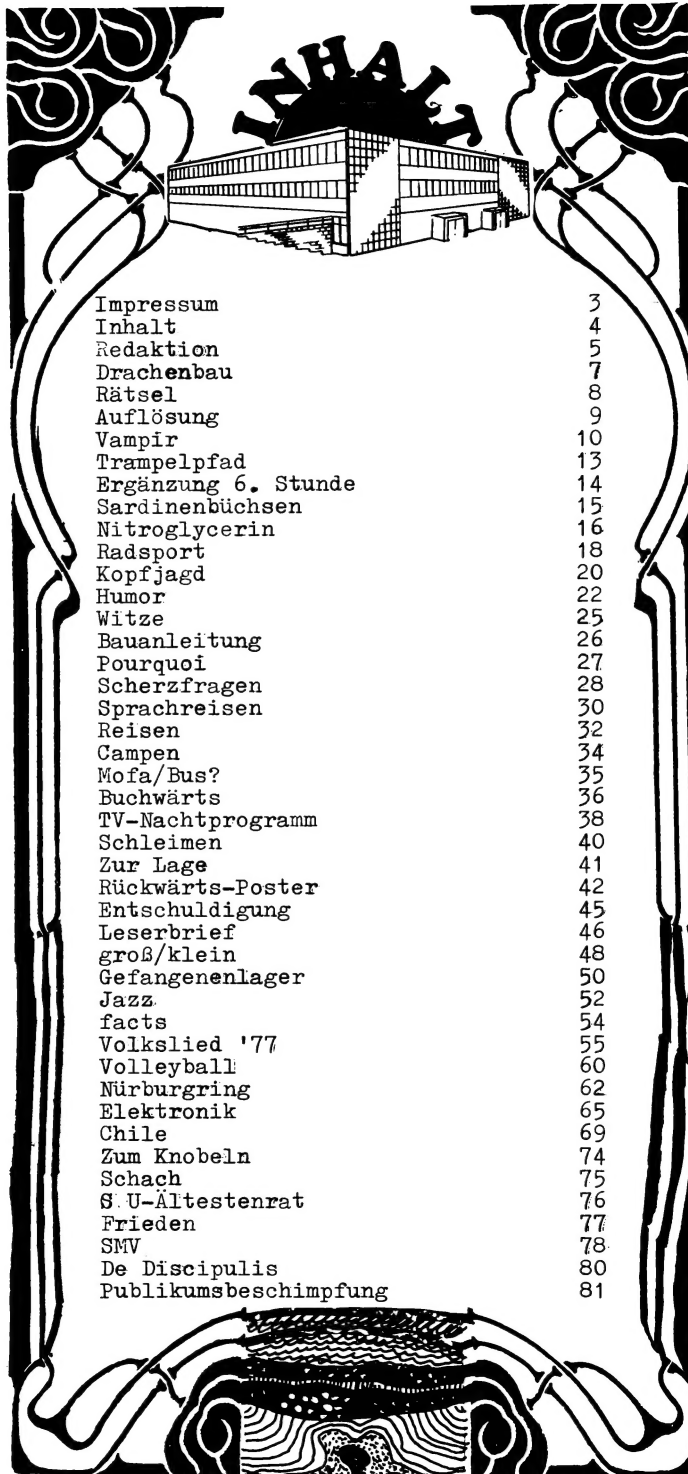 INHALT
Impressum 3
Inhalt 4
Redaktion 5
Drachenbau 7
Rätsel 8
Auflösung 9
Vampir 10
Trampelpfad 13
Ergänzung 6. Stunde 14
Sardinenbüchsen 15
Nitroglycerin 16
Radsport 18
Kopfjagd 20
Humor 22
Witze 25
Bauanleitung 26
Pourquoi 27
Scherzfragen 28
Sprachreisen 30
Reisen 32
Campen 34
Mofa/Bus? 35
Buchwärts 36
TV-Nachtprogramm 38
Schleimen 40
Zur Lage 41
Rückwärts-Poster 42
Entschuldigung 45
Leserbrief 46
groß/klein 48
Gefangenenlager 50
Jazz 52
facts 54
Volkslied '77 55
Volleyball 60
Nürburgring 62
Elektronik 65
Chile 69
Zum Knobeln 74
Schach 75
S.U-Ältestenrat 76
Frieden 77
SMV 78
De Discipulis 80
Publikumsbeschimpfung 81